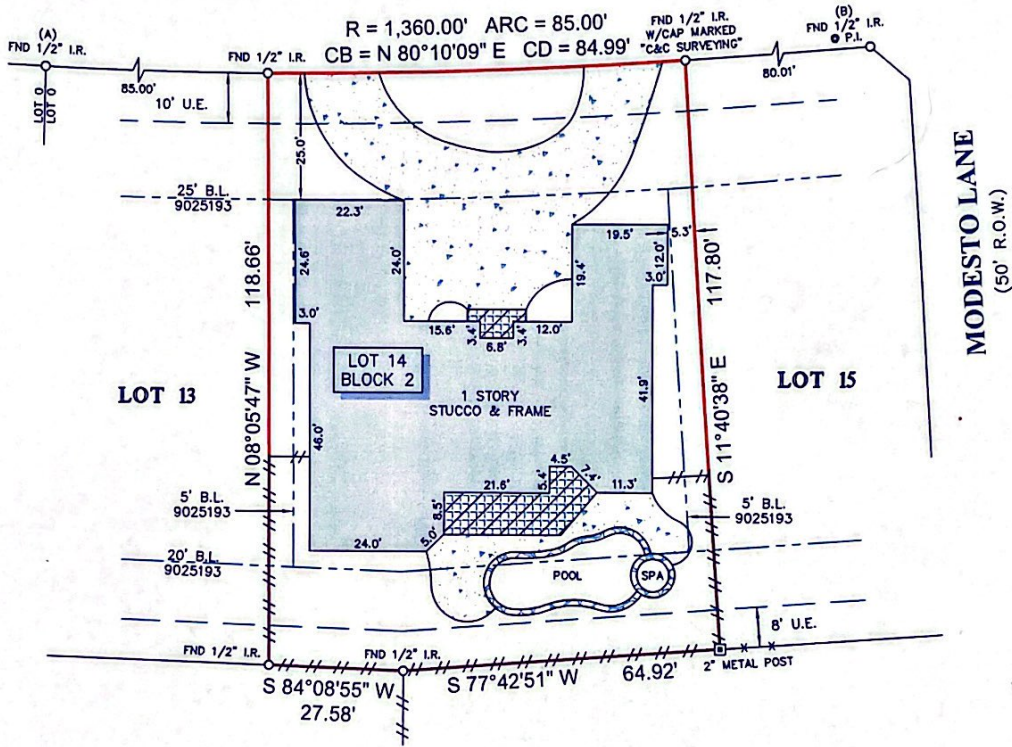 (A)
FND 1/2" I.R.
FND 1/2" I.R.
R = 1,360.00' ARC = 85.00'
CB = N 80°10'09" E CD = 84.99'
FND 1/2" I.R.
W/CAP MARKED
"C&C SURVEYING"
(B)
FND 1/2" I.R.
P.I.
85.00'
80.01'
LOT 0
LOT 0
10' U.E.
25.0'
25' B.L.
9025193
22.3'
24.6'
24.0'
19.5'
5.3'
12.0'
3.0'
19.4'
118.66'
117.80'
3.0'
15.6'
3.4'
6.8'
3.4'
12.0'
MODESTO LANE
(50' R.O.W.)
LOT 14
BLOCK 2
LOT 13
LOT 15
1 STORY
STUCCO & FRAME
41.9'
N 08°05'47" W
S 11°40'38" E
46.0'
4.5'
5.4'
7.4'
21.6'
11.3'
8.5'
5' B.L.
9025193
5' B.L.
9025193
5.0'
24.0'
20' B.L.
9025193
POOL
SPA
8' U.E.
FND 1/2" I.R.
FND 1/2" I.R.
2" METAL POST
S 84°08'55" W
27.58'
S 77°42'51" W
64.92'
X X